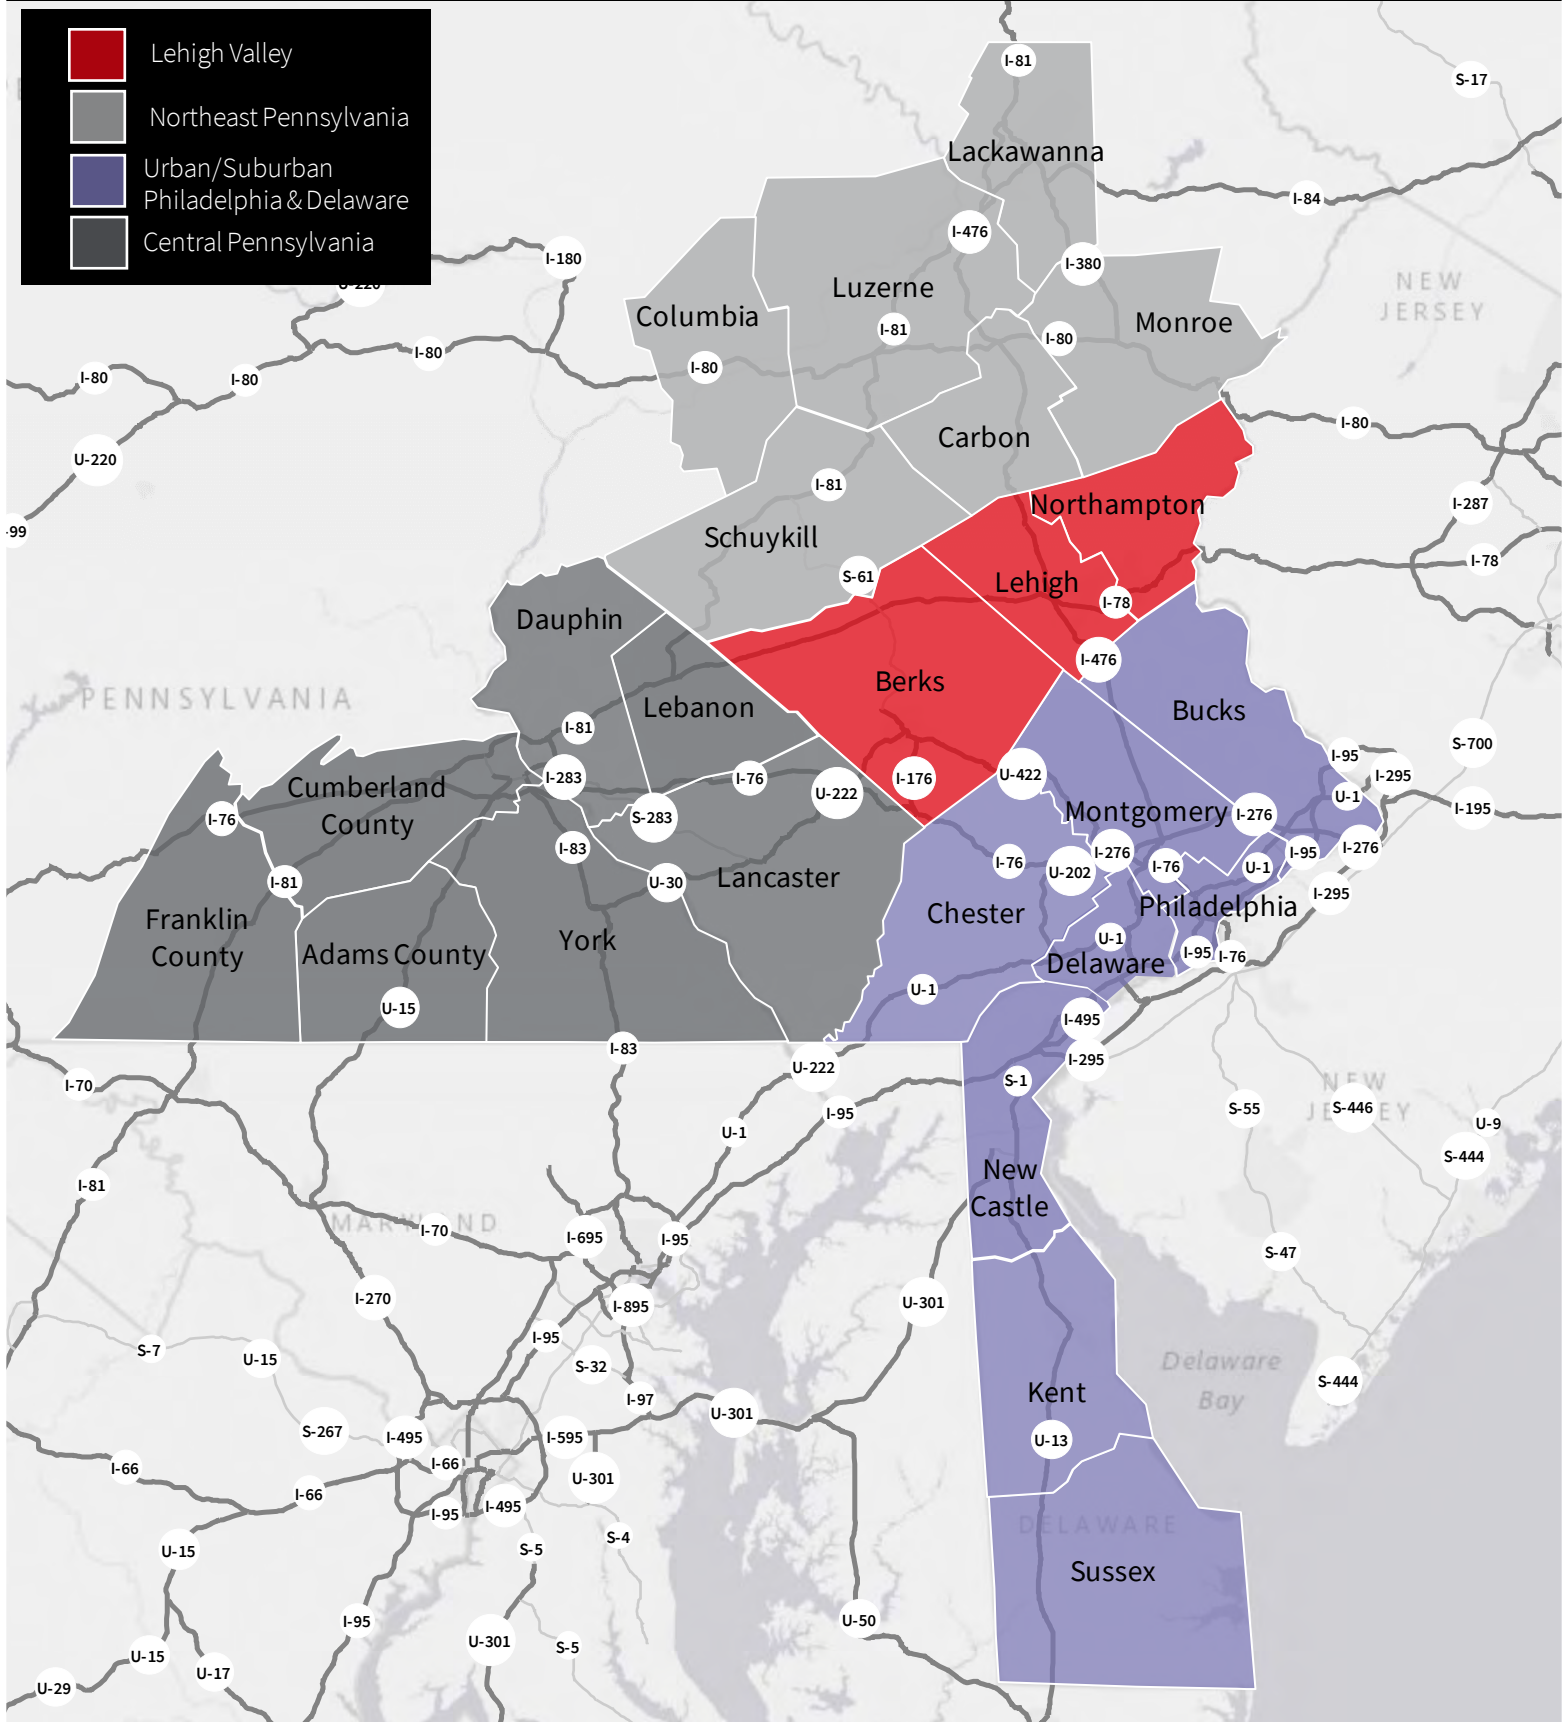 Lehigh Valley
Northeast Pennsylvania
Urban/Suburban
Philadelphia & Delaware
Central Pennsylvania
I-81
S-17
Lackawanna
I-84
I-476
I-180
I-380
U-220
Luzerne
NEW
JERSEY
Columbia
I-81
Monroe
I-80
I-80
I-80
I-80
I-80
I-80
Carbon
U-220
I-81
Northampton
I-287
-99
Schuykill
I-78
S-61
Lehigh
I-78
Dauphin
I-476
Berks
PENNSYLVANIA
Lebanon
Bucks
I-81
S-700
I-95
I-283
I-76
I-176
U-422
I-295
Cumberland
County
U-222
U-1
I-76
S-283
Montgomery
I-276
I-195
I-83
I-276
I-95
I-276
I-76
U-202
I-76
U-1
I-81
U-30
Lancaster
I-295
Franklin
County
Chester
Philadelphia
Adams County
York
U-1
Delaware
I-95
I-76
U-15
U-1
I-495
I-83
I-295
U-222
I-70
S-1
NEW
JERSEY
I-95
S-55
S-446
U-1
U-9
S-444
I-81
New
Castle
MARYLAND
I-70
I-695
I-95
S-47
I-270
I-895
U-301
I-95
S-7
U-15
S-32
Delaware
Bay
S-444
I-97
Kent
U-301
S-267
I-495
I-595
U-13
I-66
I-66
U-301
I-66
I-95
I-495
DELAWARE
S-4
U-15
S-5
Sussex
I-95
U-50
U-301
S-5
U-15
U-17
U-29